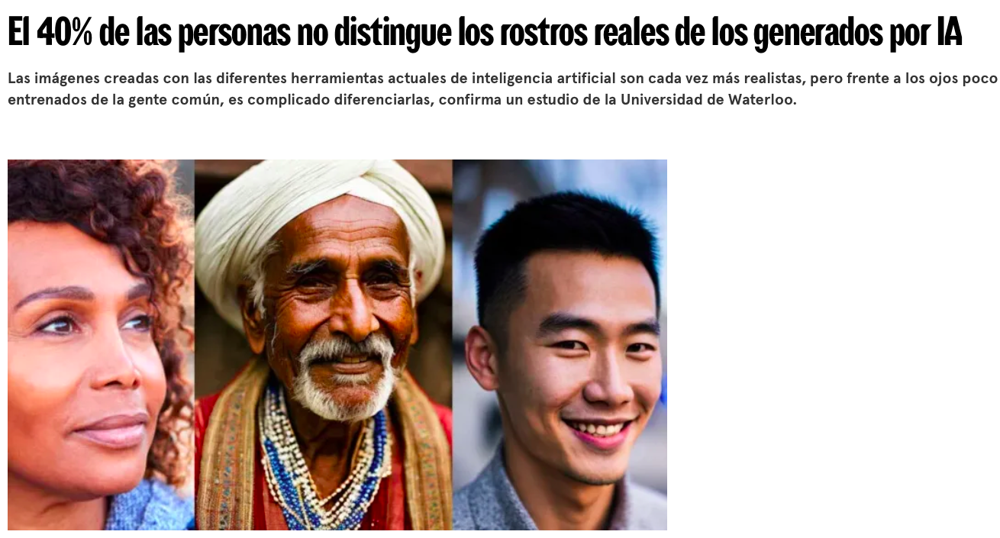 El 40% de las personas no distingue los rostros reales de los generados por IA
Las imágenes creadas con las diferentes herramientas actuales de inteligencia artificial son cada vez más realistas, pero frente a los ojos poco
entrenados de la gente común, es complicado diferenciarlas, confirma un estudio de la Universidad de Waterloo.